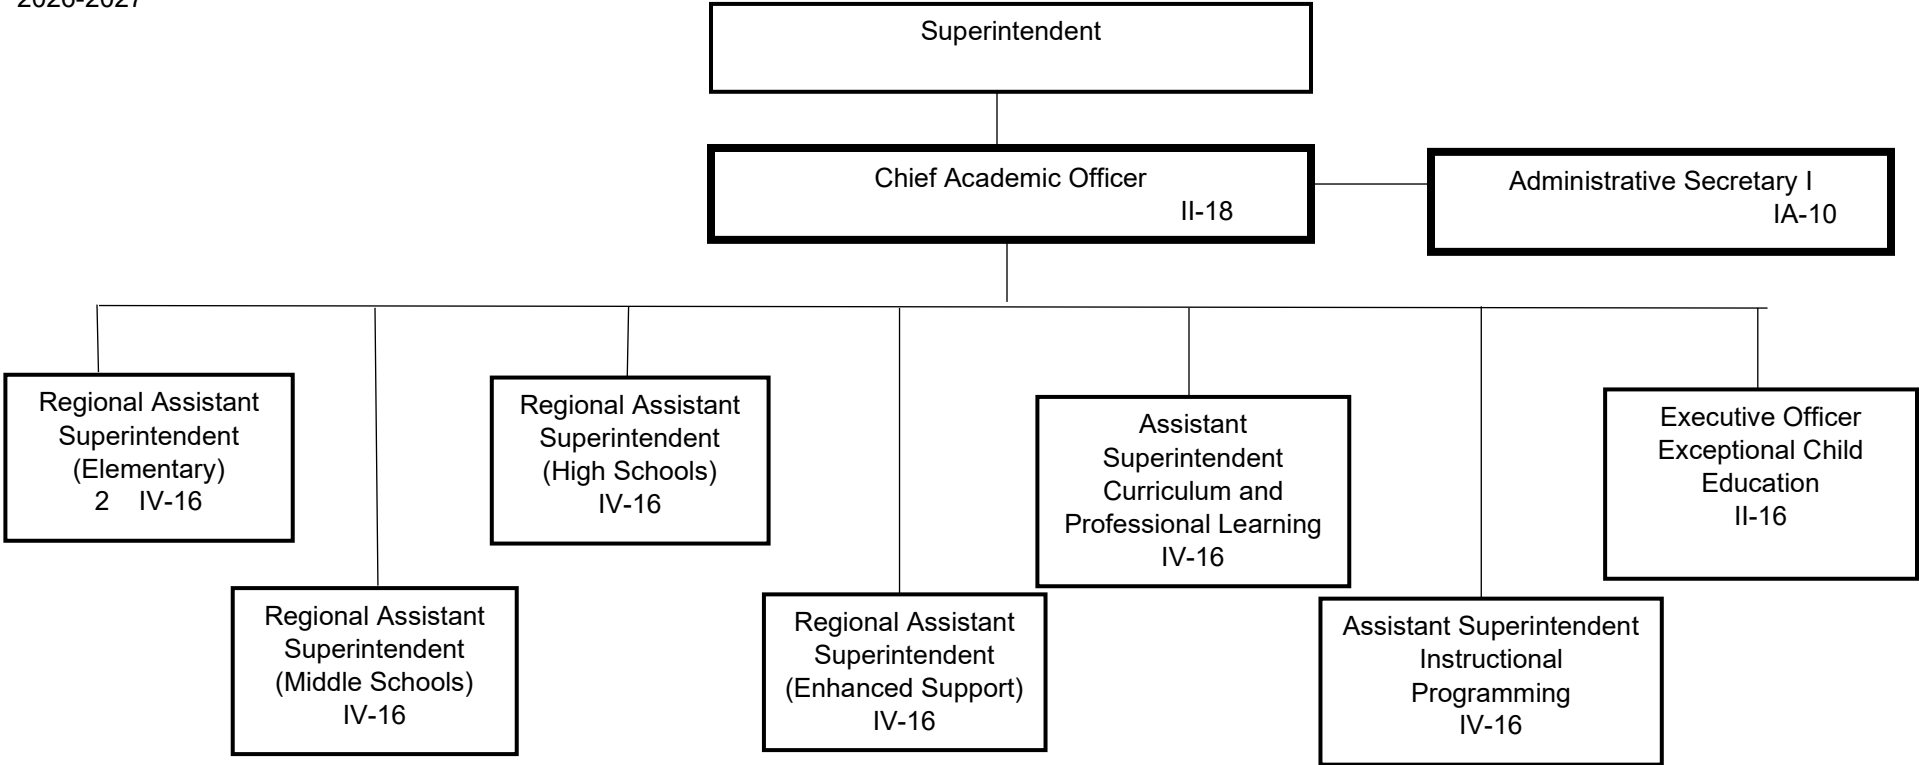 2026-2027
Superintendent
Chief Academic Officer
II-18
Administrative Secretary I
IA-10
Regional Assistant
Superintendent
(Elementary)
2 IV-16
Regional Assistant
Superintendent
(High Schools)
IV-16
Assistant
Superintendent
Curriculum and
Professional Learning
IV-16
Executive Officer
Exceptional Child
Education
II-16
Regional Assistant
Superintendent
(Middle Schools)
IV-16
Regional Assistant
Superintendent
(Enhanced Support)
IV-16
Assistant Superintendent
Instructional
Programming
IV-16